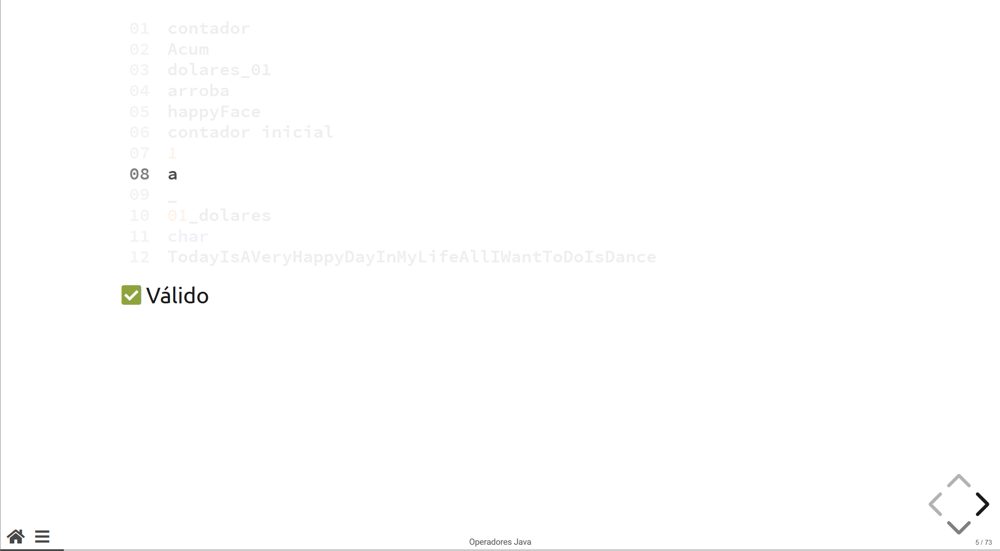 01 contador
02 Acum
03 dolares_01
04 arroba
05 happyFace
06 contador inicial
07 1
08 a
09 _
10 01_dolares
11 char
12 TodayIsAVeryHappyDayInMyLifeAllIWantToDoIsDance
Válido
Operadores Java
5 / 73